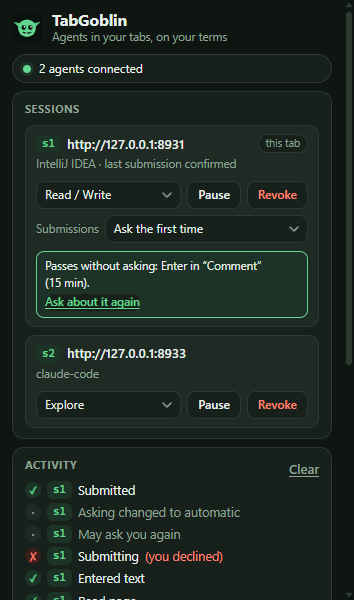 TabGoblin
Agents in your tabs, on your terms
2 agents connected
SESSIONS
s1 http://127.0.0.1:8931 this tab
IntelliJ IDEA · last submission confirmed
Read / Write Pause Revoke
Submissions Ask the first time
Passes without asking: Enter in “Comment”
(15 min).
Ask about it again
s2 http://127.0.0.1:8933
claude-code
Explore Pause Revoke
ACTIVITY Clear
✓ s1 Submitted
· s1 Asking changed to automatic
· s1 May ask you again
✗ s1 Submitting (you declined)
✓ s1 Entered text
✓ s1 Read page